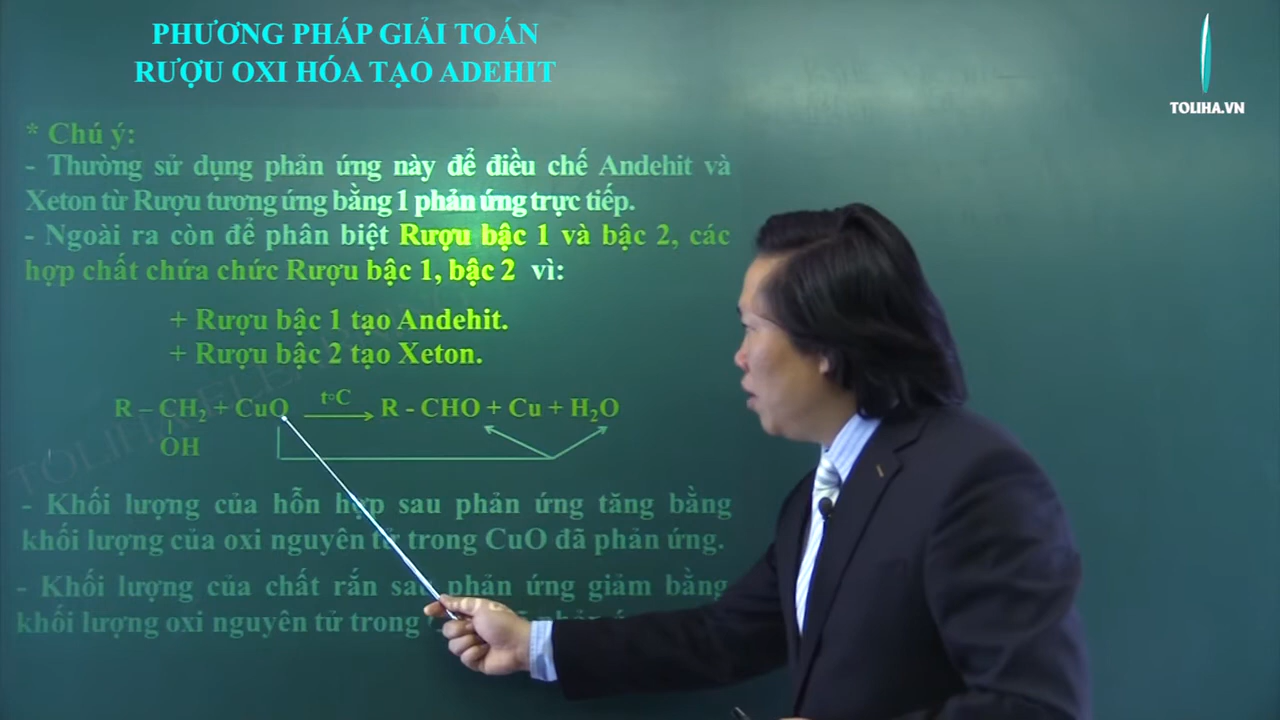 PHƯƠNG PHÁP GIẢI TOÁN
RƯỢU OXI HÓA TẠO ADEHIT
TOLIHA.VN
* Chú ý:
- Thường sử dụng phản ứng này để điều chế Andehit và
Xeton từ Rượu tương ứng bằng 1 phản ứng trực tiếp.
- Ngoài ra còn để phân biệt Rượu bậc 1 và bậc 2, các
hợp chất chứa chức Rượu bậc 1, bậc 2 vì:
+ Rượu bậc 1 tạo Andehit.
+ Rượu bậc 2 tạo Xeton.
t°C
R – CH₂ + CuO → R - CHO + Cu + H₂O
OH
- Khối lượng của hỗn hợp sau phản ứng tăng bằng
khối lượng của oxi nguyên tử trong CuO đã phản ứng.
- Khối lượng của chất rắn sau phản ứng giảm bằng
khối lượng oxi nguyên tử trong